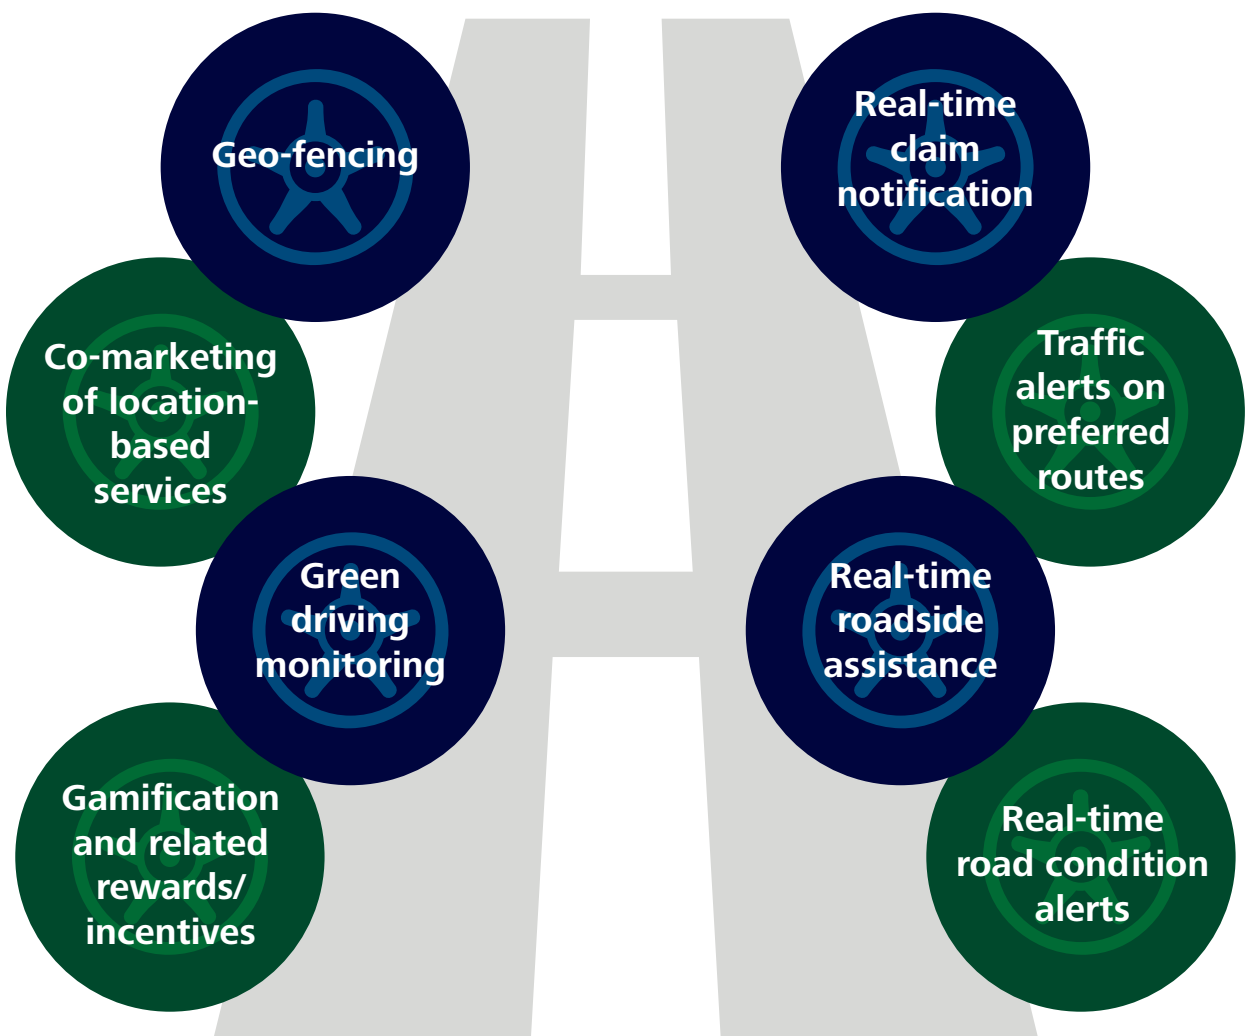 Geo-fencing
Co-marketing
of location-
based
services
Green
driving
monitoring
Gamification
and related
rewards/
incentives
Real-time
claim
notification
Traffic
alerts on
preferred
routes
Real-time
roadside
assistance
Real-time
road condition
alerts